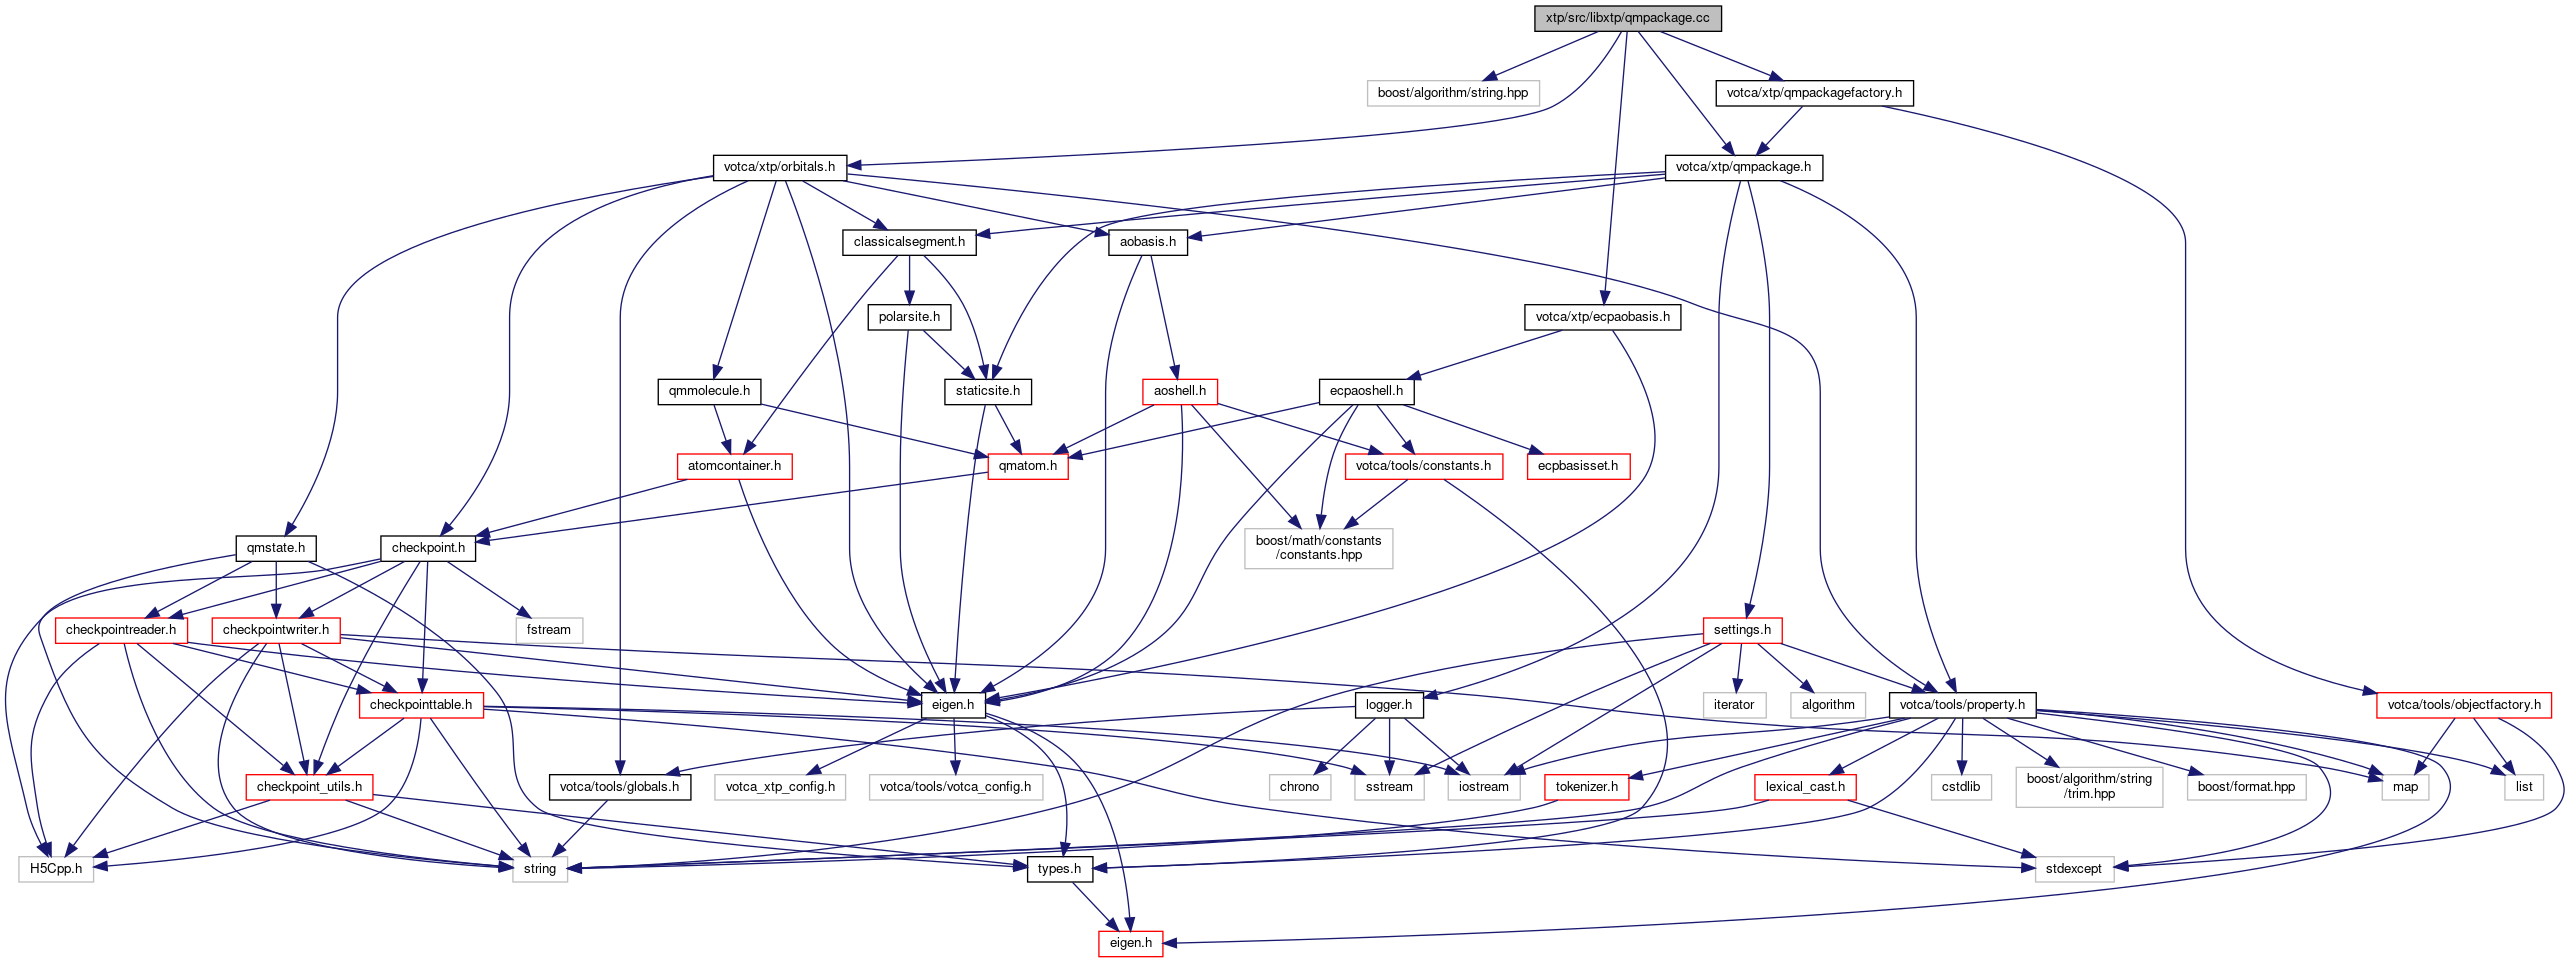 xtp/src/libxtp/qmpackage.cc
boost/algorithm/string.hpp
votca/xtp/qmpackagefactory.h
votca/xtp/orbitals.h
votca/xtp/qmpackage.h
classicalsegment.h
aobasis.h
polarsite.h
votca/xtp/ecpaobasis.h
qmmolecule.h
staticsite.h
aoshell.h
ecpaoshell.h
atomcontainer.h
qmatom.h
votca/tools/constants.h
ecpbasisset.h
qmstate.h
checkpoint.h
boost/math/constants
/constants.hpp
checkpointreader.h
checkpointwriter.h
fstream
settings.h
checkpointtable.h
eigen.h
logger.h
iterator
algorithm
votca/tools/property.h
votca/tools/objectfactory.h
checkpoint_utils.h
votca/tools/globals.h
votca_xtp_config.h
votca/tools/votca_config.h
chrono
sstream
iostream
tokenizer.h
lexical_cast.h
cstdlib
boost/algorithm/string
/trim.hpp
boost/format.hpp
map
list
H5Cpp.h
string
types.h
stdexcept
eigen.h